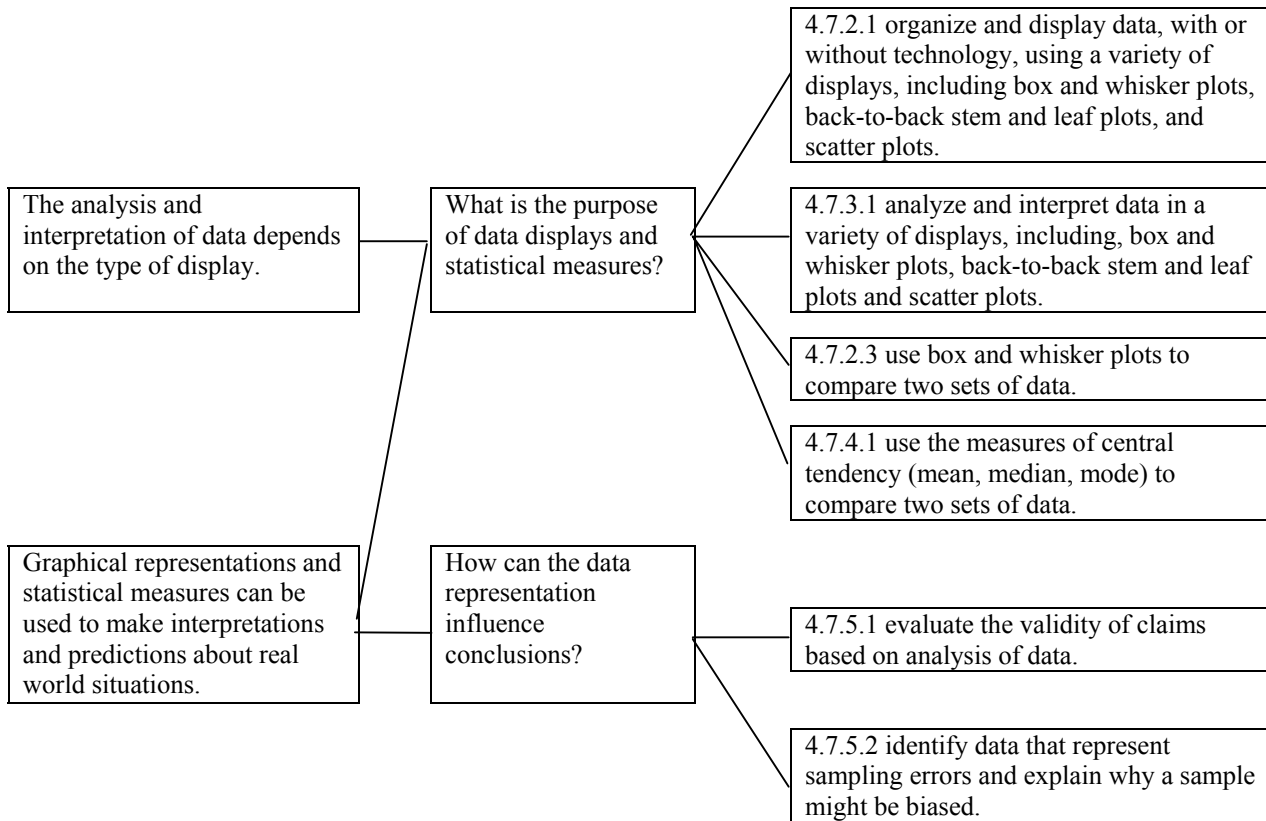 The analysis and
interpretation of data depends
on the type of display.
Graphical representations and
statistical measures can be
used to make interpretations
and predictions about real
world situations.
What is the purpose
of data displays and
statistical measures?
How can the data
representation
influence
conclusions?
4.7.2.1 organize and display data, with or
without technology, using a variety of
displays, including box and whisker plots,
back-to-back stem and leaf plots, and
scatter plots.
4.7.3.1 analyze and interpret data in a
variety of displays, including, box and
whisker plots, back-to-back stem and leaf
plots and scatter plots.
4.7.2.3 use box and whisker plots to
compare two sets of data.
4.7.4.1 use the measures of central
tendency (mean, median, mode) to
compare two sets of data.
4.7.5.1 evaluate the validity of claims
based on analysis of data.
4.7.5.2 identify data that represent
sampling errors and explain why a sample
might be biased.